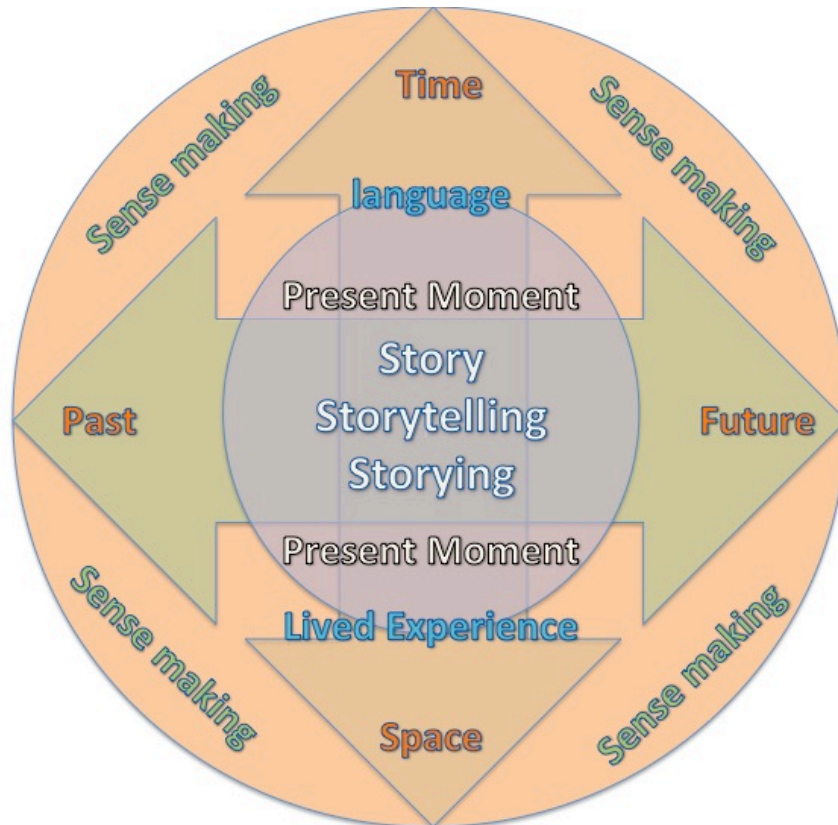 Time
Sense making
Sense making
language
Present Moment
Story
Past
Storytelling
Future
Storying
Present Moment
Lived Experience
Sense making
Sense making
Space